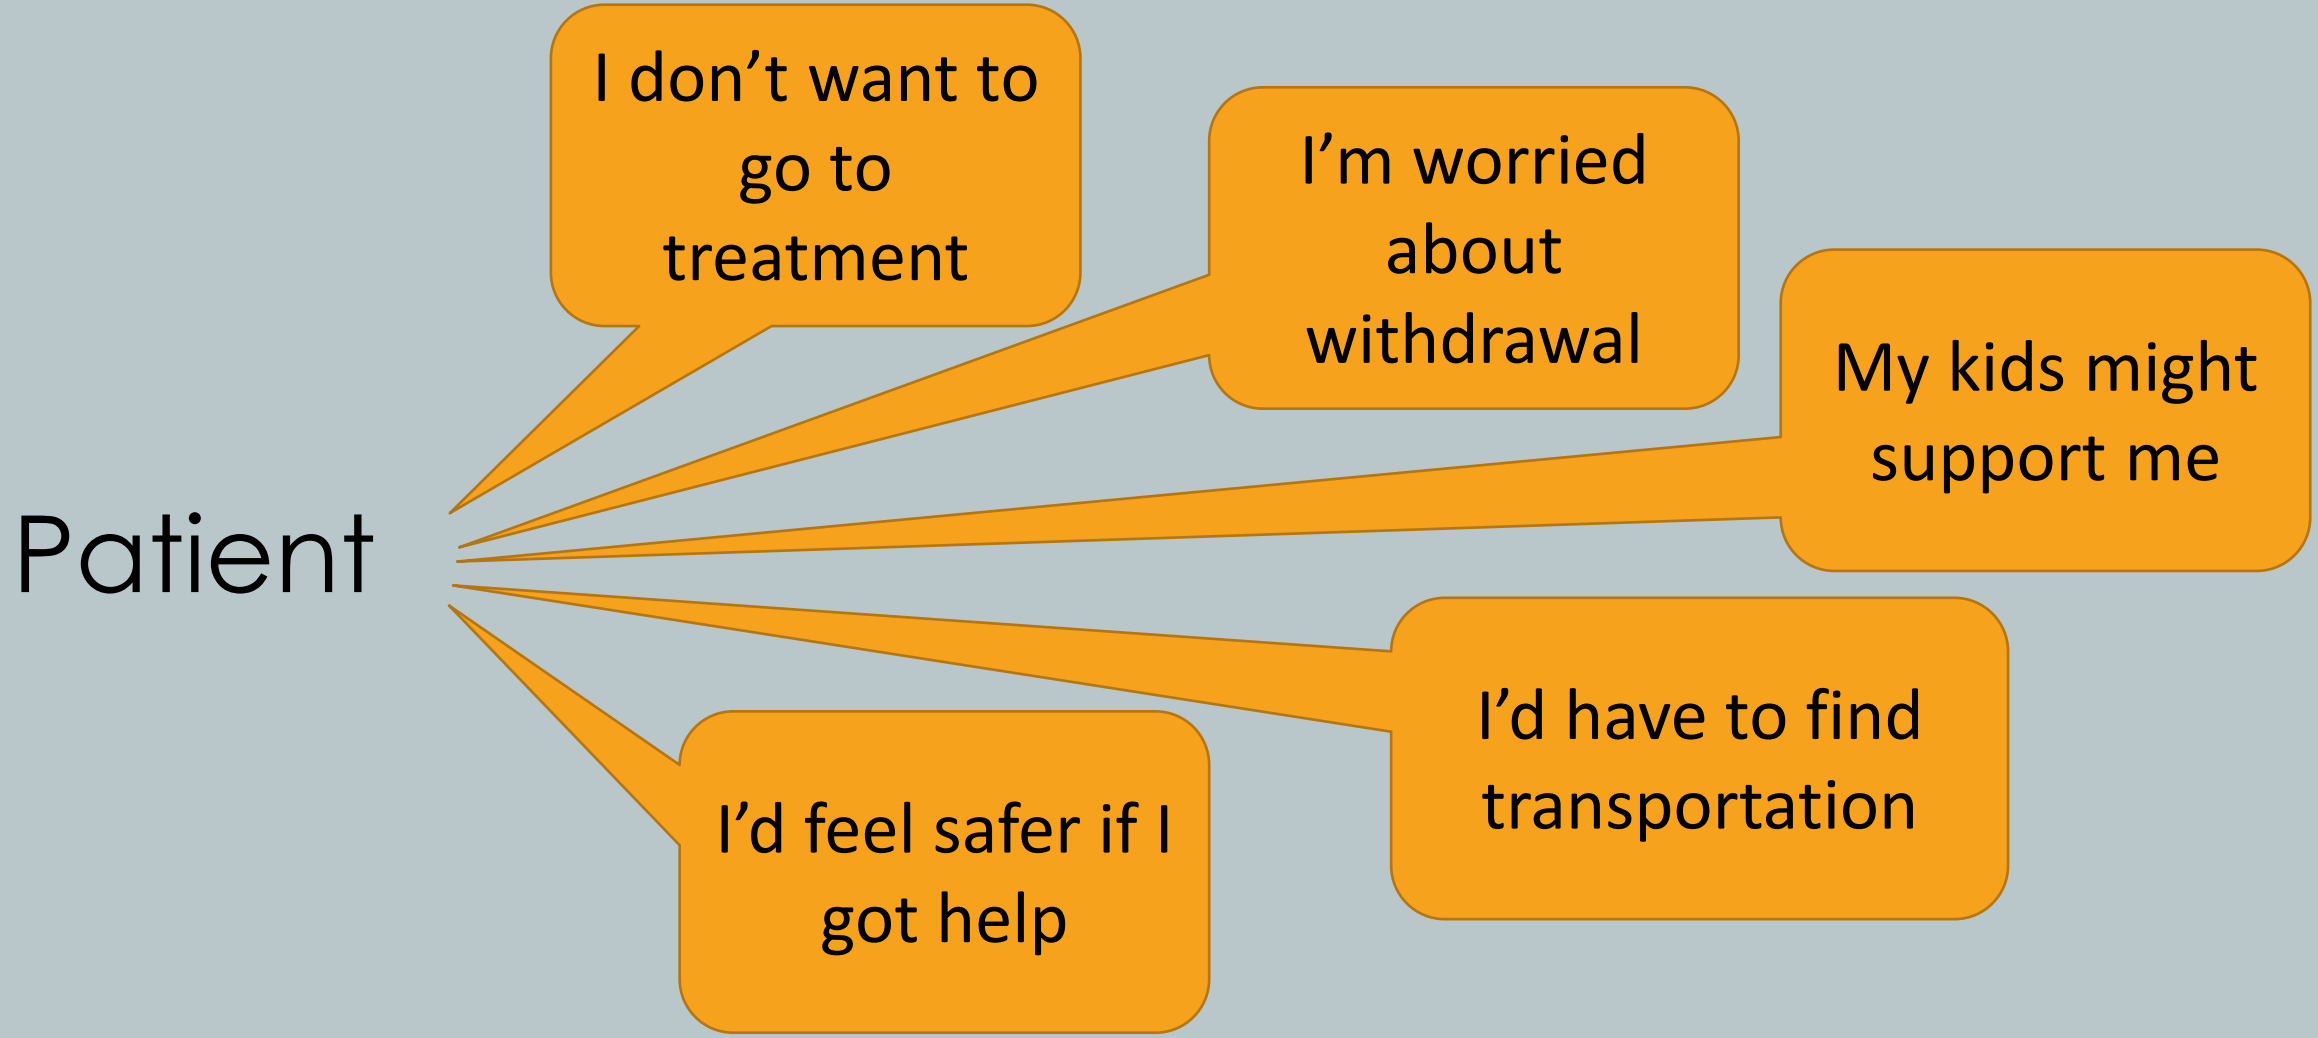 I don’t want to
go to
treatment
I’m worried
about
withdrawal
My kids might
support me
Patient
I’d have to find
transportation
I’d feel safer if I
got help